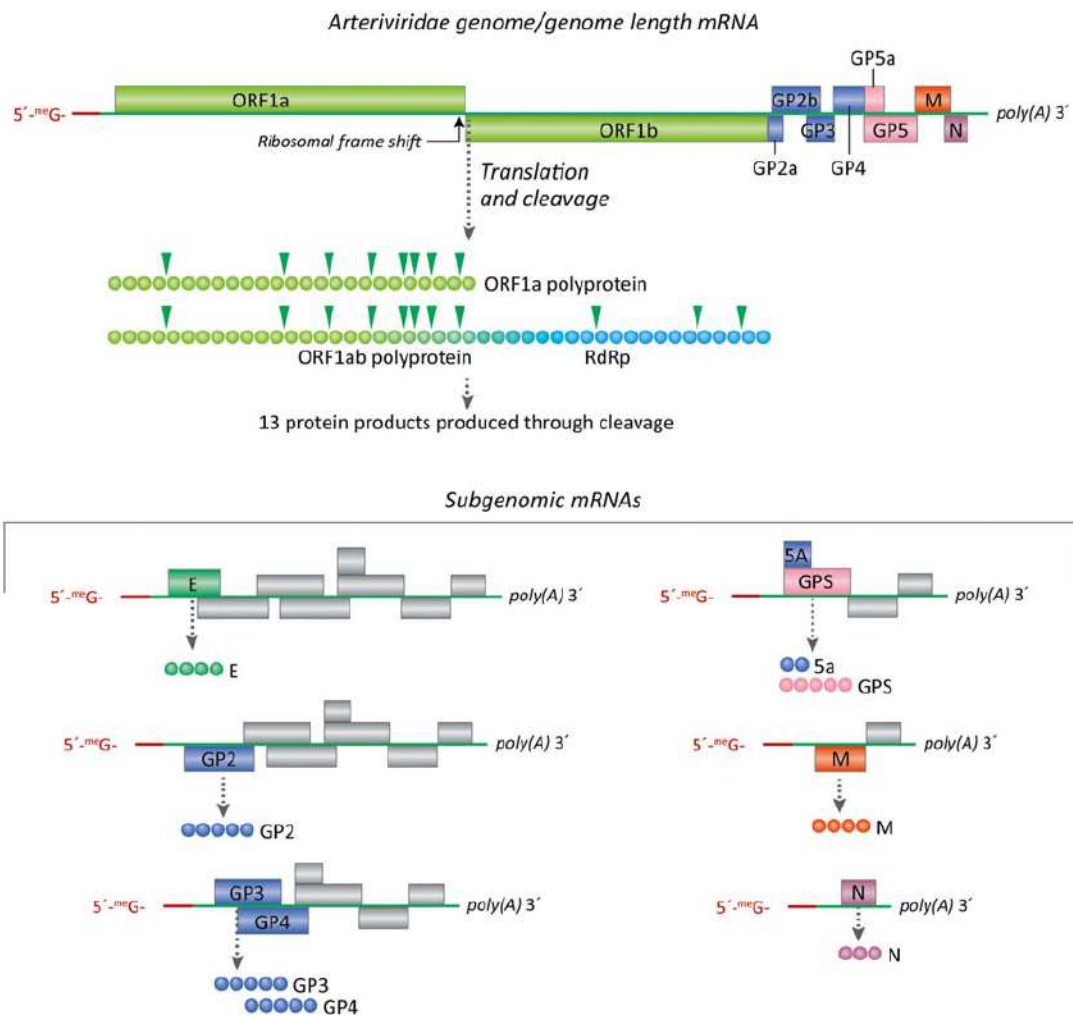 Arteriviridae genome/genome length mRNA
GP5a
ORF1a
GP2b
M
5´-meG-
poly(A) 3´
Ribosomal frame shift
ORF1b
GP3
GP5
N
GP2a
GP4
Translation
and cleavage
ORF1a polyprotein
ORF1ab polyprotein
RdRp
13 protein products produced through cleavage
Subgenomic mRNAs
E
5´-meG-
poly(A) 3´
E
5A
GPS
5´-meG-
poly(A) 3´
5a
GPS
5´-meG-
poly(A) 3´
GP2
GP2
5´-meG-
poly(A) 3´
M
M
GP3
5´-meG-
poly(A) 3´
GP4
GP3
GP4
N
5´-meG-
poly(A) 3´
N